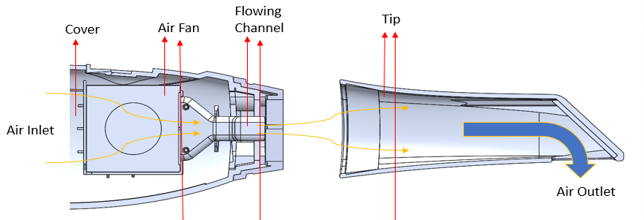 Flowing
Channel
Cover
Air Fan
Tip
Air Inlet
Air Outlet